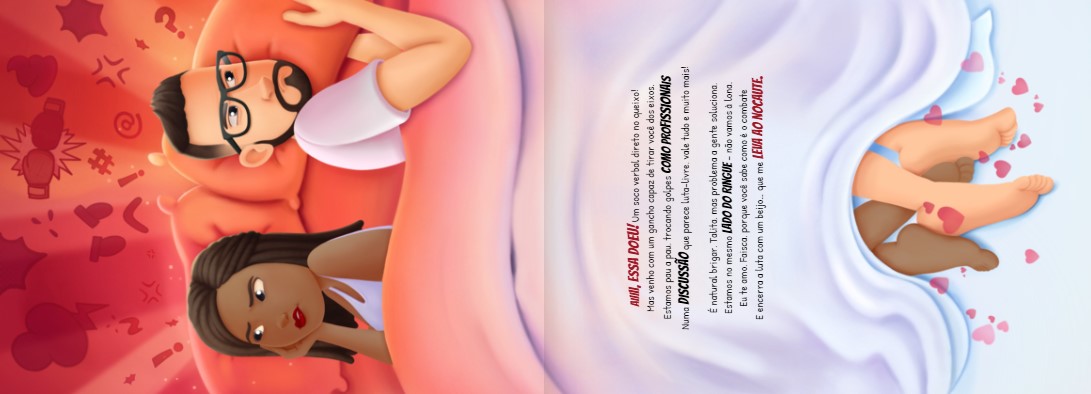 AIIII, ESSA DOEU! Um soco verbal direto no queixo!
Mas venho com um gancho capaz de tirar você dos eixos.
Estamos pau a pau, trocando golpes COMO PROFISSIONAIS
Numa DISCUSSÃO que parece luta-livre, vale tudo e muito mais!
É natural brigar, Talita, mas problema a gente soluciona.
Estamos no mesmo LADO DO RINGUE – não vamos à lona.
Eu te amo, Faísca, porque você sabe como é o combate
E encerra a luta com um beijo... que me LEVA AO NOCAUTE.